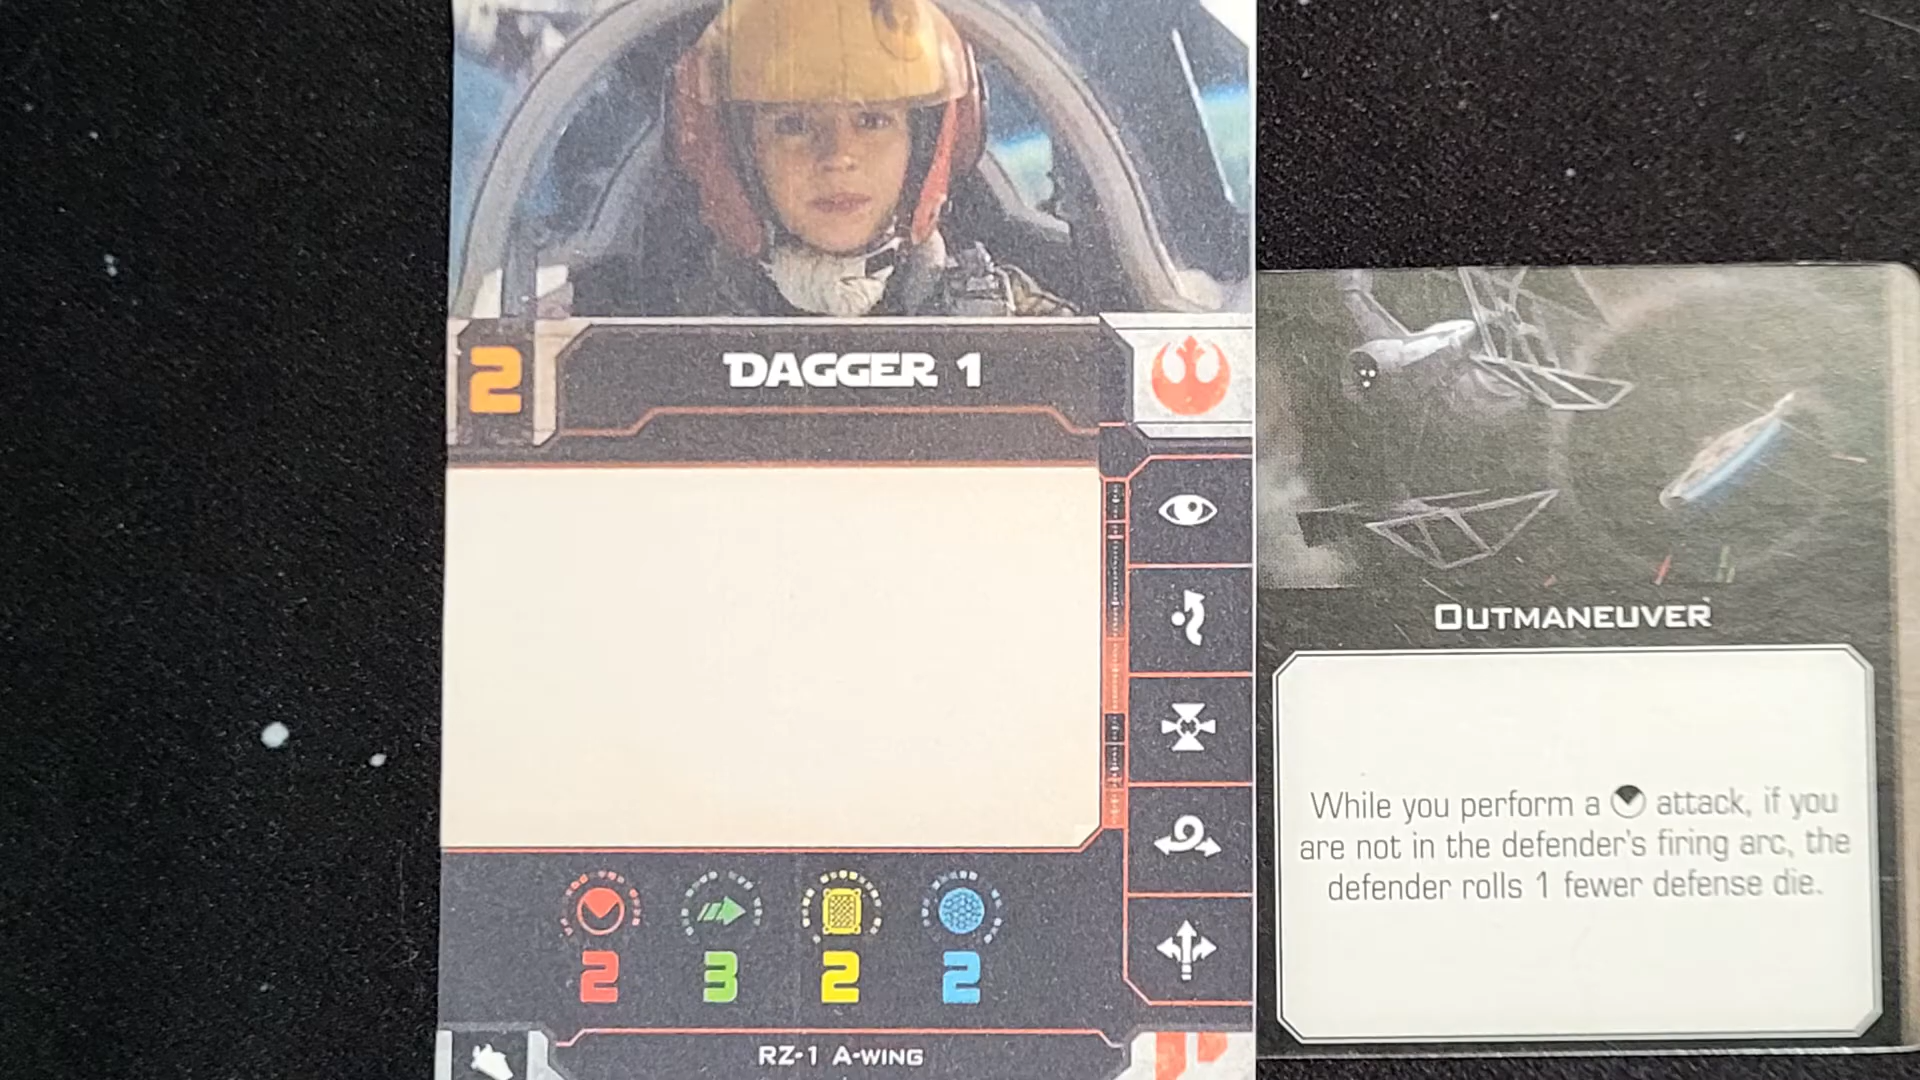 2
DAGGER 1
2 3 2 2
RZ-1 A-WING
OUTMANEUVER
While you perform a attack, if you
are not in the defender's firing arc, the
defender rolls 1 fewer defense die.